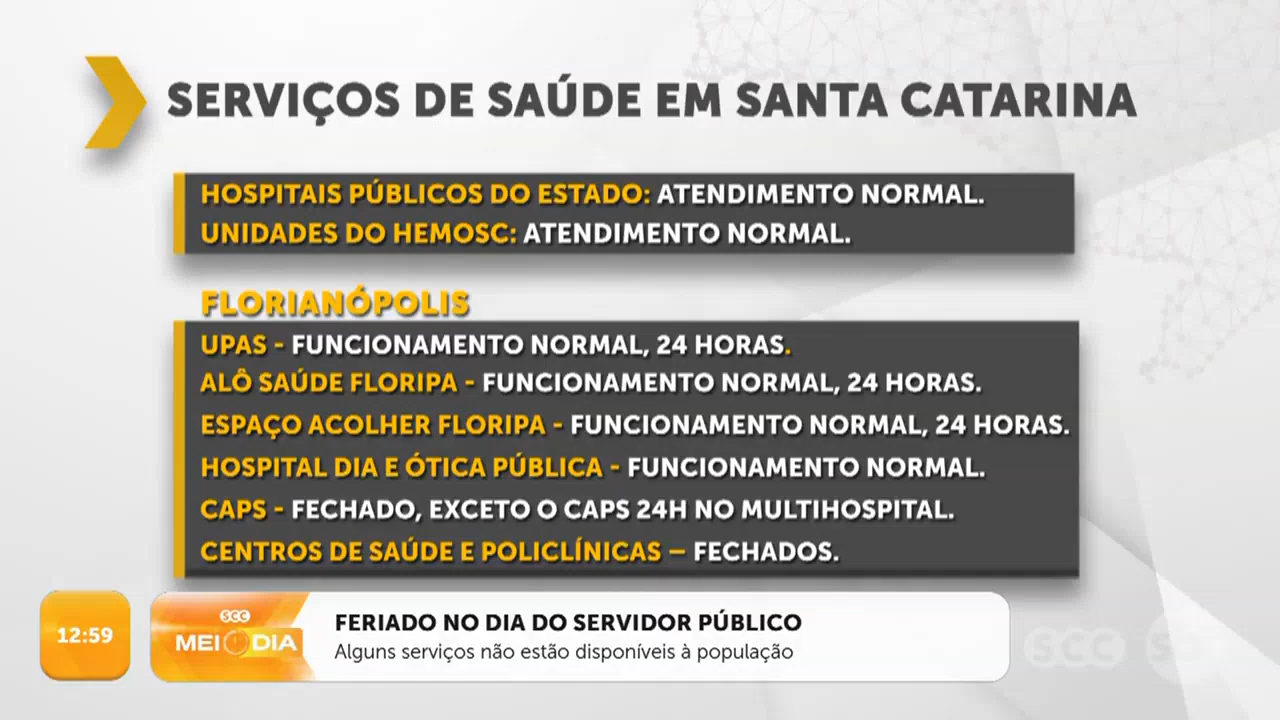 SERVIÇOS DE SAÚDE EM SANTA CATARINA
HOSPITAIS PÚBLICOS DO ESTADO: ATENDIMENTO NORMAL.
UNIDADES DO HEMOSC: ATENDIMENTO NORMAL.
FLORIANÓPOLIS
UPAS - FUNCIONAMENTO NORMAL, 24 HORAS.
ALÔ SAÚDE FLORIPA - FUNCIONAMENTO NORMAL, 24 HORAS.
ESPAÇO ACOLHER FLORIPA - FUNCIONAMENTO NORMAL, 24 HORAS.
HOSPITAL DIA E ÓTICA PÚBLICA - FUNCIONAMENTO NORMAL.
CAPS - FECHADO, EXCETO O CAPS 24H NO MULTIHOSPITAL.
CENTROS DE SAÚDE E POLICLÍNICAS – FECHADOS.
12:59
SCC
MEIO DIA
FERIADO NO DIA DO SERVIDOR PÚBLICO
Alguns serviços não estão disponíveis à população
SCC